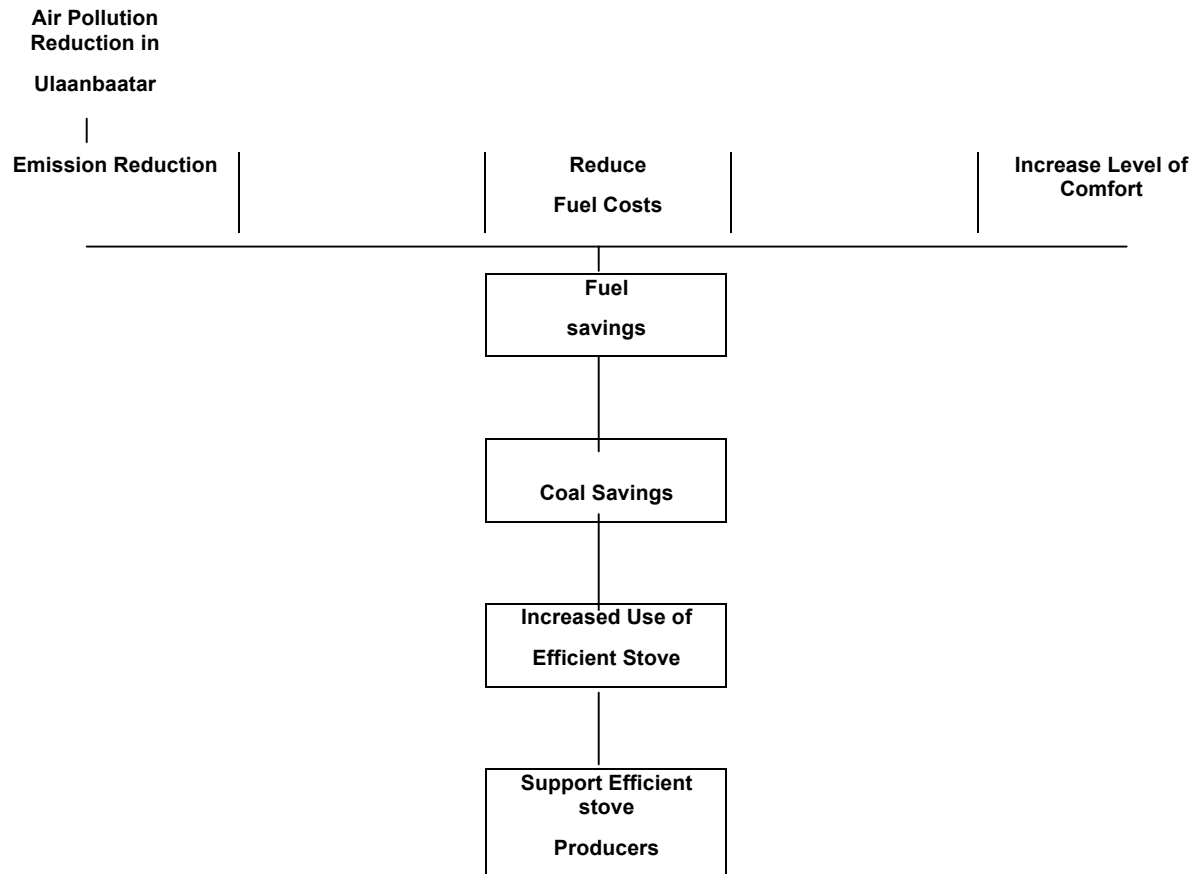 Air Pollution
Reduction in
Ulaanbaatar
Emission Reduction
Reduce
Fuel Costs
Increase Level of
Comfort
Fuel
savings
Coal Savings
Increased Use of
Efficient Stove
Support Efficient
stove
Producers